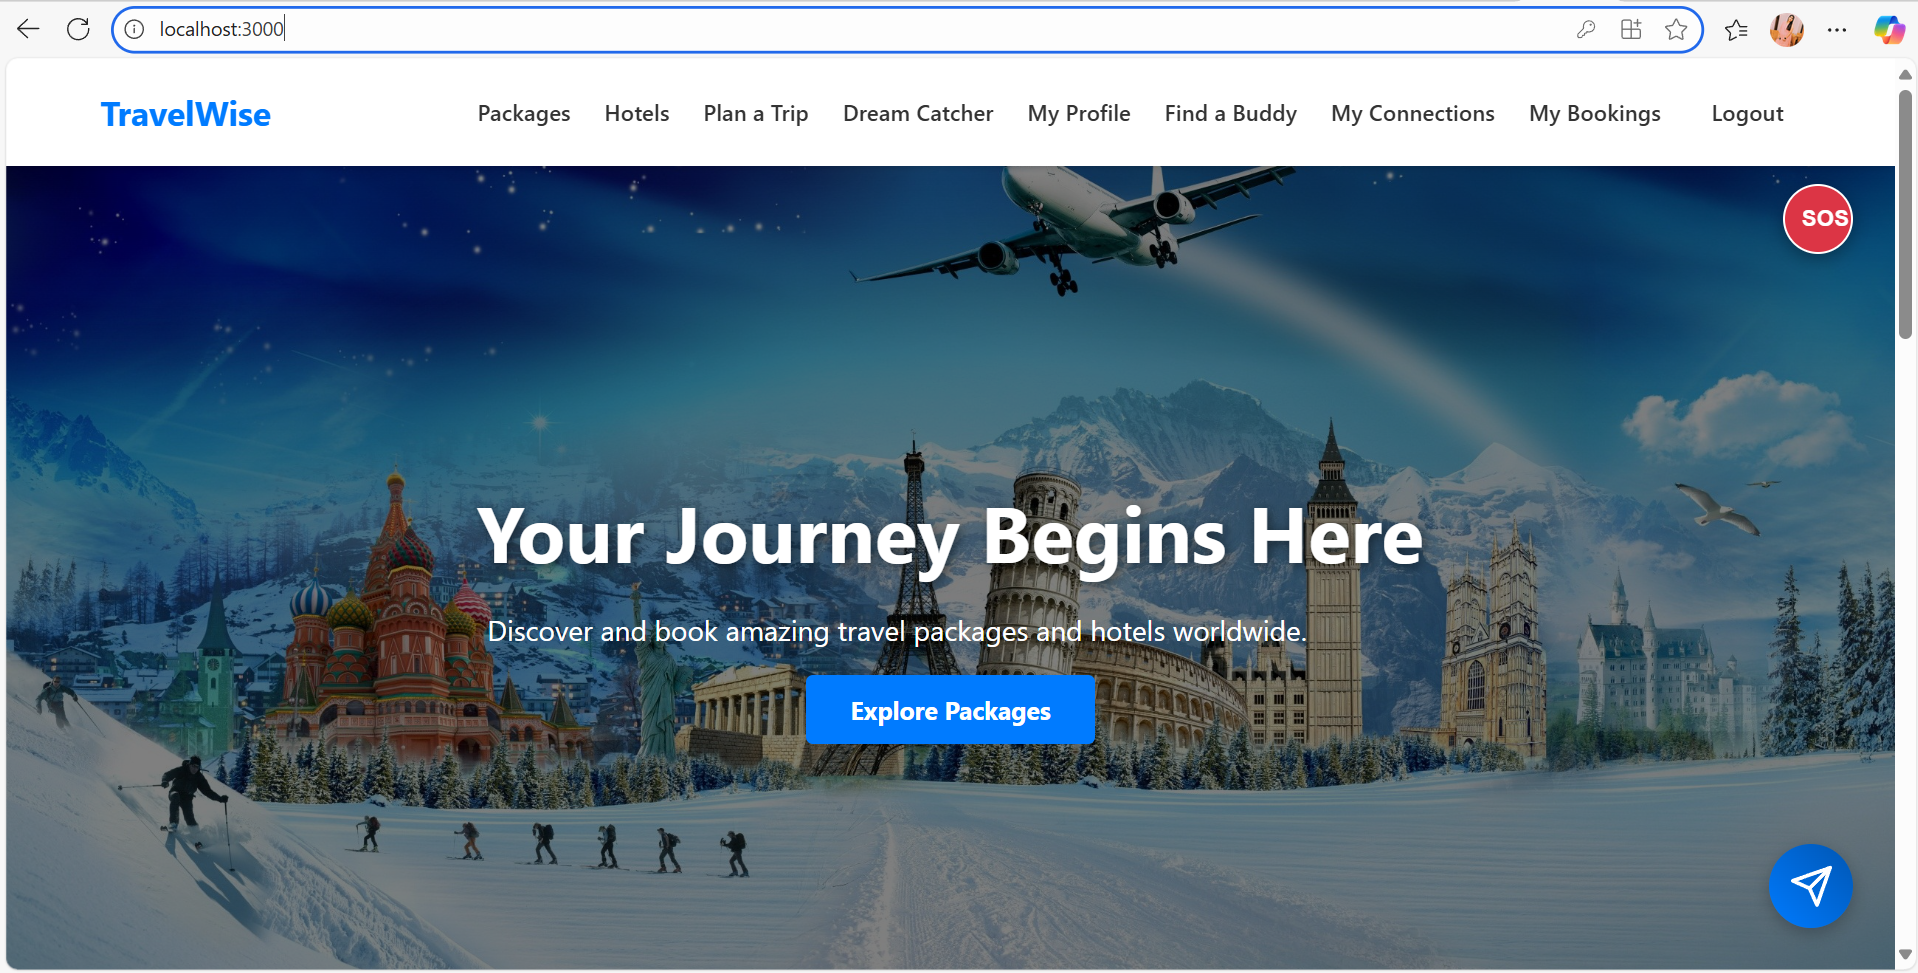 localhost:3000
TravelWise
Packages Hotels Plan a Trip Dream Catcher My Profile Find a Buddy My Connections My Bookings Logout
SOS
Your Journey Begins Here
Discover and book amazing travel packages and hotels worldwide.
Explore Packages